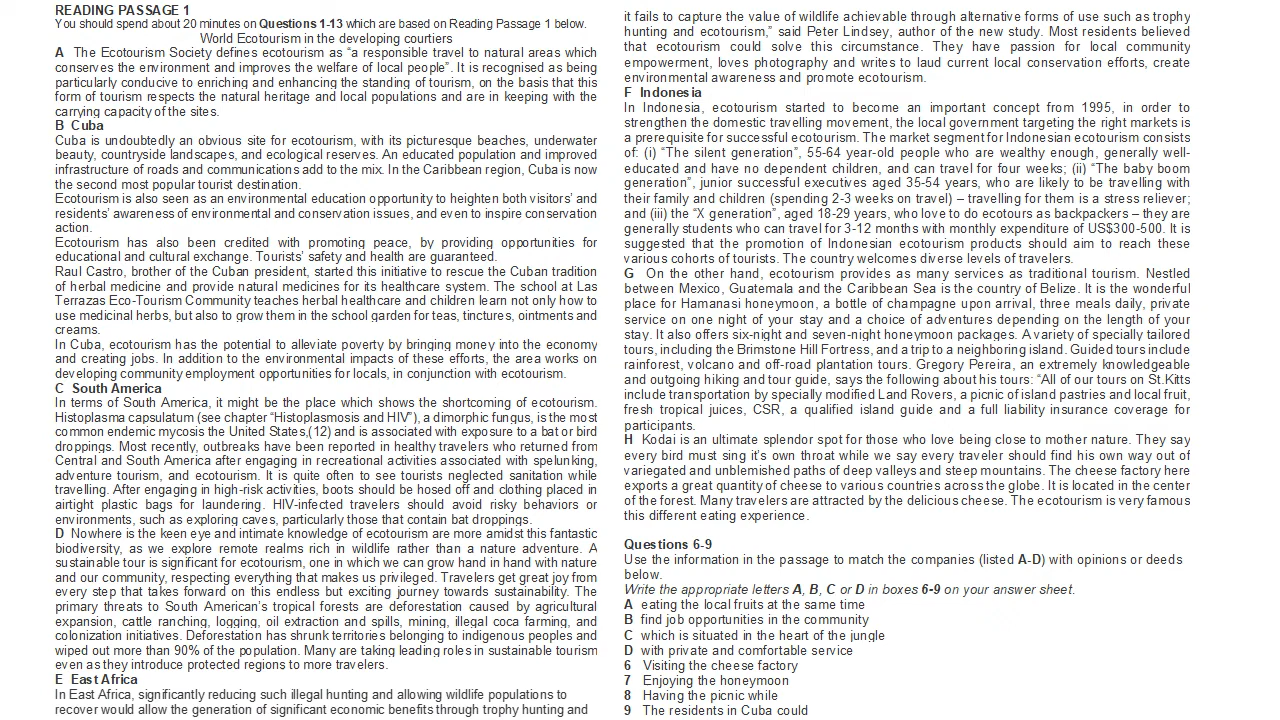 READING PASSAGE 1
You should spend about 20 minutes on Questions 1-13 which are based on Reading Passage 1 below.
World Ecotourism in the developing courtiers
A The Ecotourism Society defines ecotourism as “a responsible travel to natural areas which
conserves the environment and improves the welfare of local people”. It is recognised as being
particularly conducive to enriching and enhancing the standing of tourism, on the basis that this
form of tourism respects the natural heritage and local populations and are in keeping with the
carrying capacity of the sites.
B Cuba
Cuba is undoubtedly an obvious site for ecotourism, with its picturesque beaches, underwater
beauty, countryside landscapes, and ecological reserves. An educated population and improved
infrastructure of roads and communications add to the mix. In the Caribbean region, Cuba is now
the second most popular tourist destination.
Ecotourism is also seen as an environmental education opportunity to heighten both visitors’ and
residents’ awareness of environmental and conservation issues, and even to inspire conservation
action.
Ecotourism has also been credited with promoting peace, by providing opportunities for
educational and cultural exchange. Tourists’ safety and health are guaranteed.
Raul Castro, brother of the Cuban president, started this initiative to rescue the Cuban tradition
of herbal medicine and provide natural medicines for its healthcare system. The school at Las
Terrazas Eco-Tourism Community teaches herbal healthcare and children learn not only how to
use medicinal herbs, but also to grow them in the school garden for teas, tinctures, ointments and
creams.
In Cuba, ecotourism has the potential to alleviate poverty by bringing money into the economy
and creating jobs. In addition to the environmental impacts of these efforts, the area works on
developing community employment opportunities for locals, in conjunction with ecotourism.
C South America
In terms of South America, it might be the place which shows the shortcoming of ecotourism.
Histoplasma capsulatum (see chapter “Histoplasmosis and HIV”), a dimorphic fungus, is the most
common endemic mycosis the United States,(12) and is associated with exposure to a bat or bird
droppings. Most recently, outbreaks have been reported in healthy travelers who returned from
Central and South America after engaging in recreational activities associated with spelunking,
adventure tourism, and ecotourism. It is quite often to see tourists neglected sanitation while
travelling. After engaging in high-risk activities, boots should be hosed off and clothing placed in
airtight plastic bags for laundering. HIV-infected travelers should avoid risky behaviors or
environments, such as exploring caves, particularly those that contain bat droppings.
D Nowhere is the keen eye and intimate knowledge of ecotourism are more amidst this fantastic
biodiversity, as we explore remote realms rich in wildlife rather than a nature adventure. A
sustainable tour is significant for ecotourism, one in which we can grow hand in hand with nature
and our community, respecting everything that makes us privileged. Travelers get great joy from
every step that takes forward on this endless but exciting journey towards sustainability. The
primary threats to South America’s tropical forests are deforestation caused by agricultural
expansion, cattle ranching, logging, oil extraction and spills, mining, illegal coca farming, and
colonization initiatives. Deforestation has shrunk territories belonging to indigenous peoples and
wiped out more than 90% of the population. Many are taking leading roles in sustainable tourism
even as they introduce protected regions to more travelers.
E East Africa
In East Africa, significantly reducing such illegal hunting and allowing wildlife populations to
recover would allow the generation of significant economic benefits through trophy hunting and
it fails to capture the value of wildlife achievable through alternative forms of use such as trophy
hunting and ecotourism,” said Peter Lindsey, author of the new study. Most residents believed
that ecotourism could solve this circumstance. They have passion for local community
empowerment, loves photography and writes to laud current local conservation efforts, create
environmental awareness and promote ecotourism.
F Indonesia
In Indonesia, ecotourism started to become an important concept from 1995, in order to
strengthen the domestic travelling movement, the local government targeting the right markets is
a prerequisite for successful ecotourism. The market segment for Indonesian ecotourism consists
of: (i) “The silent generation”, 55-64 year-old people who are wealthy enough, generally well-
educated and have no dependent children, and can travel for four weeks; (ii) “The baby boom
generation”, junior successful executives aged 35-54 years, who are likely to be travelling with
their family and children (spending 2-3 weeks on travel) – travelling for them is a stress reliever;
and (iii) the “X generation”, aged 18-29 years, who love to do ecotours as backpackers – they are
generally students who can travel for 3-12 months with monthly expenditure of US$300-500. It is
suggested that the promotion of Indonesian ecotourism products should aim to reach these
various cohorts of tourists. The country welcomes diverse levels of travelers.
G On the other hand, ecotourism provides as many services as traditional tourism. Nestled
between Mexico, Guatemala and the Caribbean Sea is the country of Belize. It is the wonderful
place for Hamanasi honeymoon, a bottle of champagne upon arrival, three meals daily, private
service on one night of your stay and a choice of adventures depending on the length of your
stay. It also offers six-night and seven-night honeymoon packages. A variety of specially tailored
tours, including the Brimstone Hill Fortress, and a trip to a neighboring island. Guided tours include
rainforest, volcano and off-road plantation tours. Gregory Pereira, an extremely knowledgeable
and outgoing hiking and tour guide, says the following about his tours: “All of our tours on St.Kitts
include transportation by specially modified Land Rovers, a picnic of island pastries and local fruit,
fresh tropical juices, CSR, a qualified island guide and a full liability insurance coverage for
participants.
H Kodai is an ultimate splendor spot for those who love being close to mother nature. They say
every bird must sing it’s own throat while we say every traveler should find his own way out of
variegated and unblemished paths of deep valleys and steep mountains. The cheese factory here
exports a great quantity of cheese to various countries across the globe. It is located in the center
of the forest. Many travelers are attracted by the delicious cheese. The ecotourism is very famous
this different eating experience.
Questions 6-9
Use the information in the passage to match the companies (listed A-D) with opinions or deeds
below.
Write the appropriate letters A, B, C or D in boxes 6-9 on your answer sheet.
A eating the local fruits at the same time
B find job opportunities in the community
C which is situated in the heart of the jungle
D with private and comfortable service
6 Visiting the cheese factory
7 Enjoying the honeymoon
8 Having the picnic while
9 The residents in Cuba could